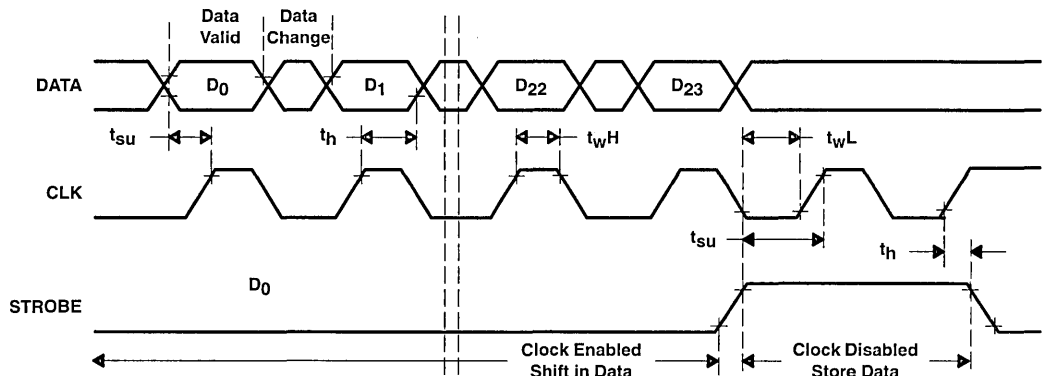 Data Valid
Data Change
DATA
D0
D1
D22
D23
tsu
th
twH
twL
CLK
tsu
th
D0
STROBE
Clock Enabled
Shift in Data
Clock Disabled
Store Data